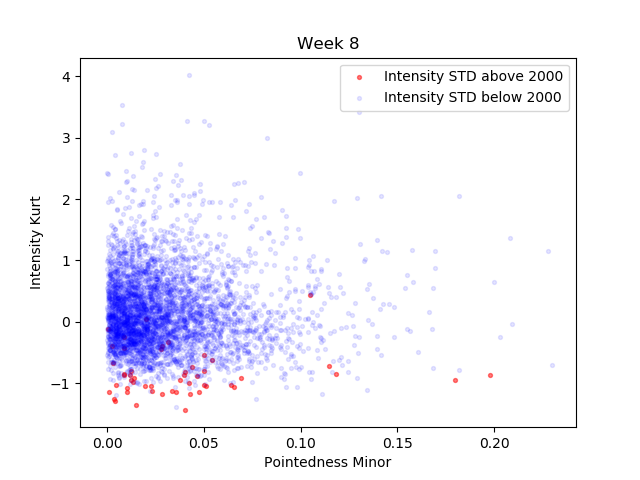 Week 8
Intensity STD above 2000
Intensity STD below 2000
Intensity Kurt
4
3
2
1
0
−1
0.00 0.05 0.10 0.15 0.20
Pointedness Minor